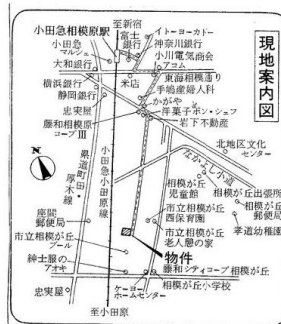 現地案内図
至新宿
小田急相模原駅
富士銀行
イトーヨーカドー
神奈川銀行
小川電気商会
アコム
小田急マルシェ
大和銀行
横浜銀行
静岡銀行
米店
東海相模通り
手嶋産婦人科
かがや
洋菓子ボン・シェフ
岩下不動産
忠実屋
藤和相模原コープⅢ
北地区文化センター
なかよし小道
県道町田・厚木線
小田急小田原線
相模が丘児童館
相模が丘出張所
相模が丘郵便局
孝道幼稚園
市立相模が丘西保育園
市立相模が丘老人憩の家
座間郵便局
市立相模が丘プール
物件
紳士服のアオキ
藤和シティコープ相模が丘
相模が丘小学校
ケーヨーホームセンター
忠実屋
至小田原